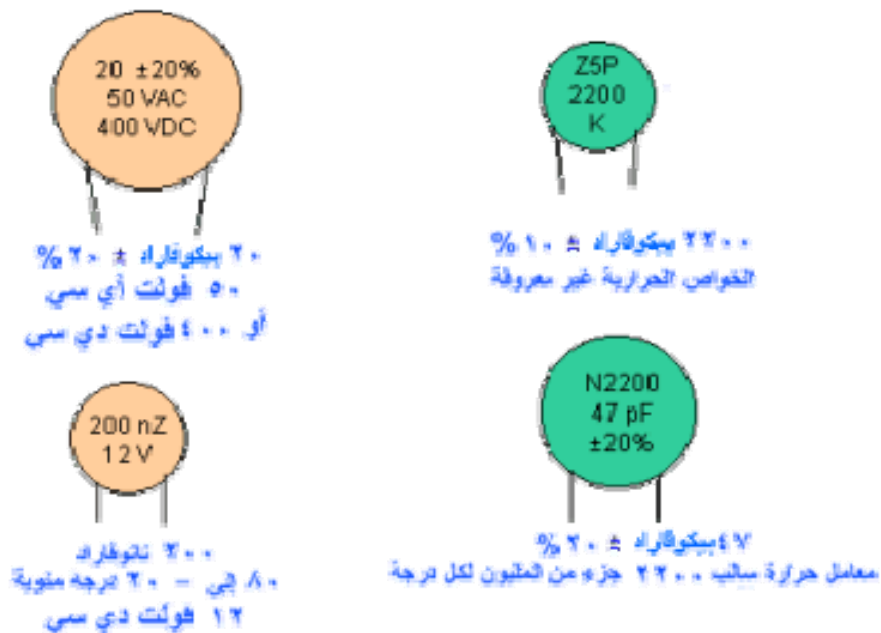 20 ±20%
50 VAC
400 VDC
٢٠ بيكوفاراد ± ٢٠ %
٥٠ فولت أي سي
أو ٤٠٠ فولت دي سي
Z5P
2200
K
٢٢٠٠ بيكوفاراد ± ١٠ %
الخواص الحرارية غير معروفة
200 nZ
12 V
٢٠٠ نانوفاراد
٨٠ إلي - ٢٠ درجة مئوية
١٢ فولت دي سي
N2200
47 pF
±20%
٤٧ بيكوفاراد ± ٢٠ %
معامل حرارة سالب ٢٢٠٠ جزء من المليون لكل درجة